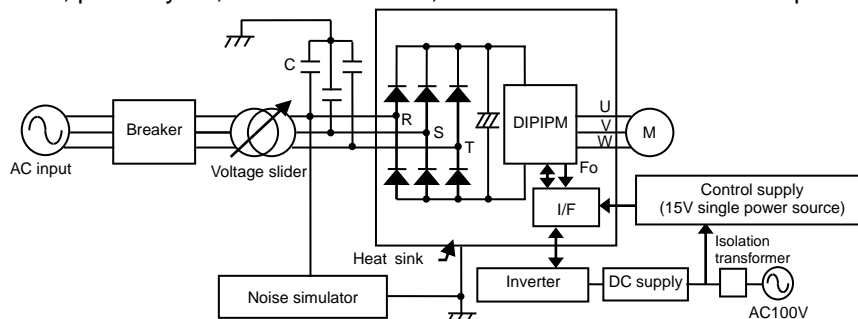 C
R
S
T
U
V
W
M
DIPIPM
Fo
I/F
Breaker
AC input
Voltage slider
Control supply
(15V single power source)
Isolation
transformer
Heat sink
Noise simulator
Inverter
DC supply
AC100V